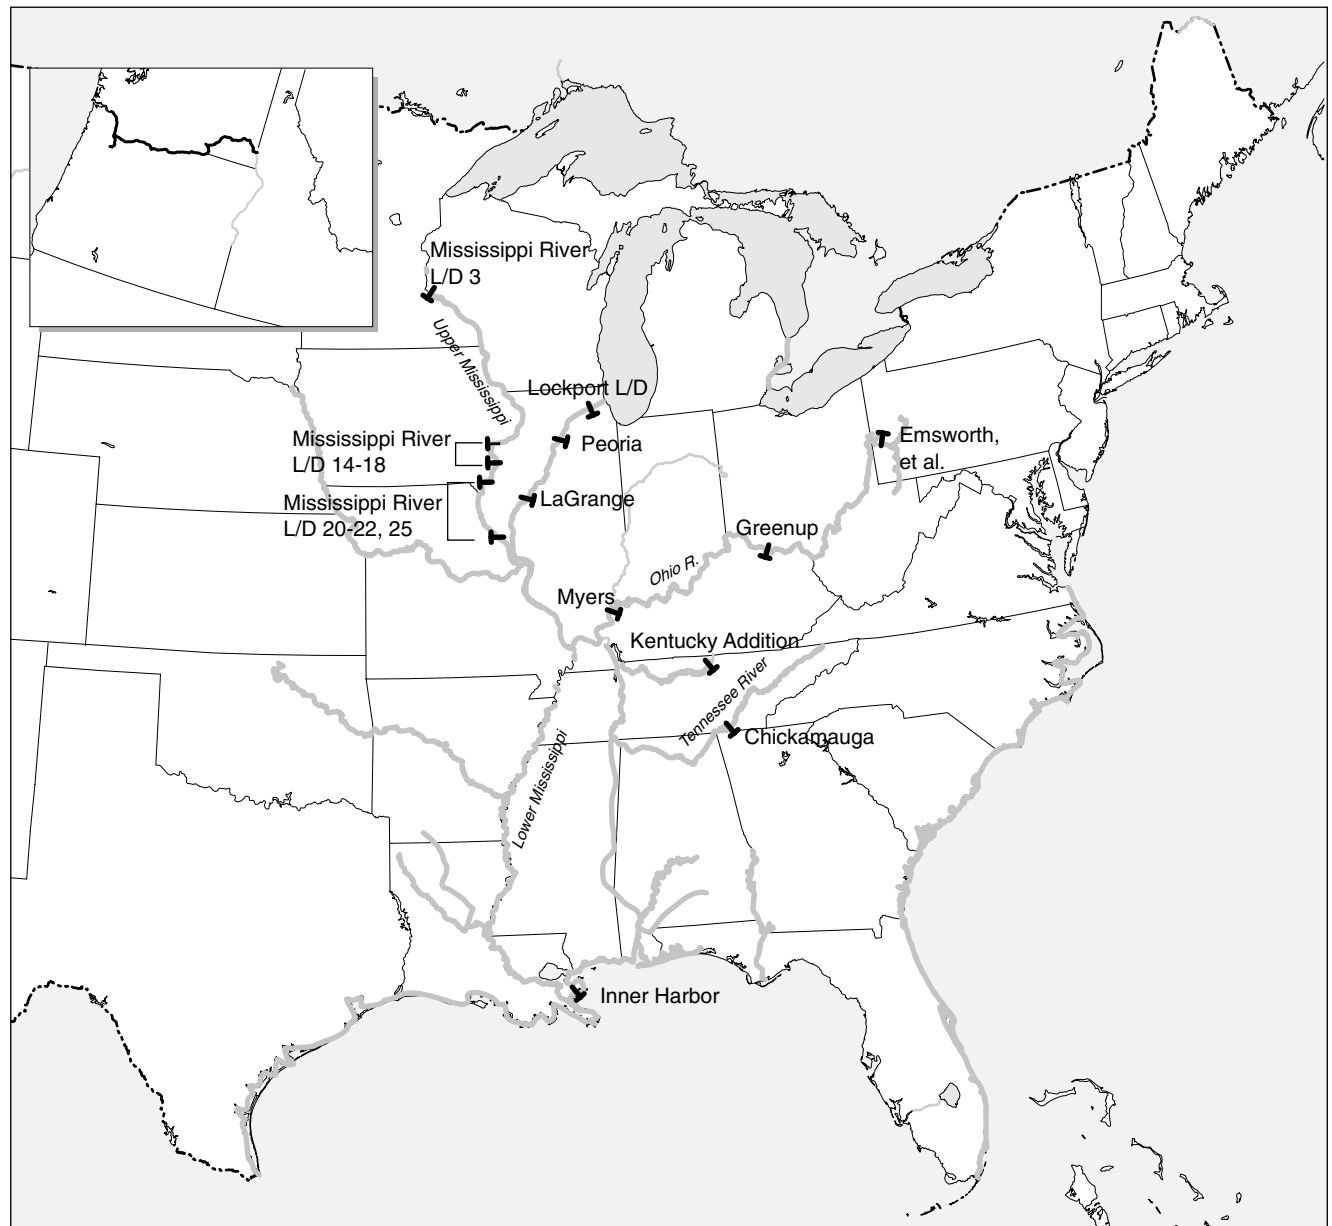 Mississippi River
L/D 3
Upper Mississippi
Lockport L/D
Mississippi River
L/D 14-18
Peoria
Emsworth,
et al.
Mississippi River
L/D 20-22, 25
LaGrange
Greenup
Ohio R.
Myers
Kentucky Addition
Tennessee River
Chickamauga
Lower Mississippi
Inner Harbor